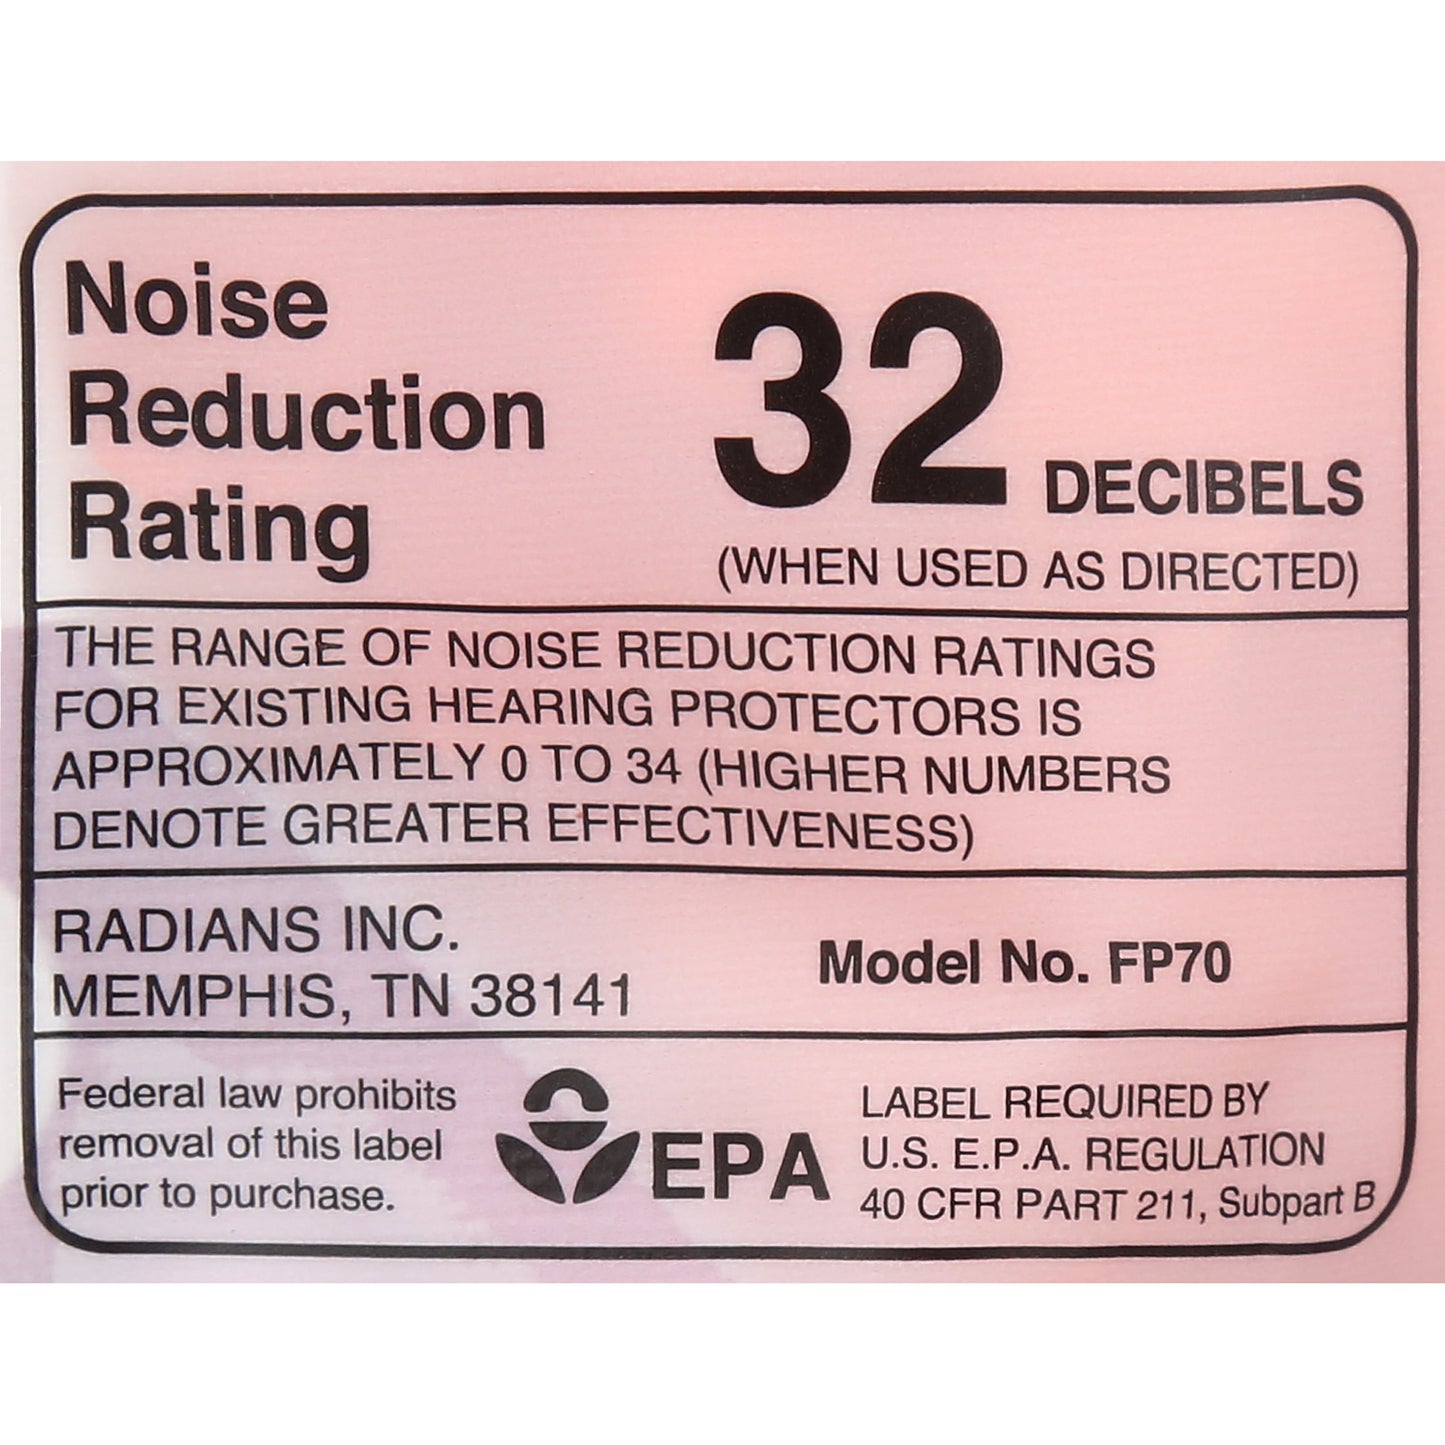 Noise
Reduction
Rating
32 DECIBELS
(WHEN USED AS DIRECTED)
THE RANGE OF NOISE REDUCTION RATINGS
FOR EXISTING HEARING PROTECTORS IS
APPROXIMATELY 0 TO 34 (HIGHER NUMBERS
DENOTE GREATER EFFECTIVENESS)
RADIANS INC.
MEMPHIS, TN 38141
Model No. FP70
Federal law prohibits
removal of this label
prior to purchase.
EPA
LABEL REQUIRED BY
U.S. E.P.A. REGULATION
40 CFR PART 211, Subpart B